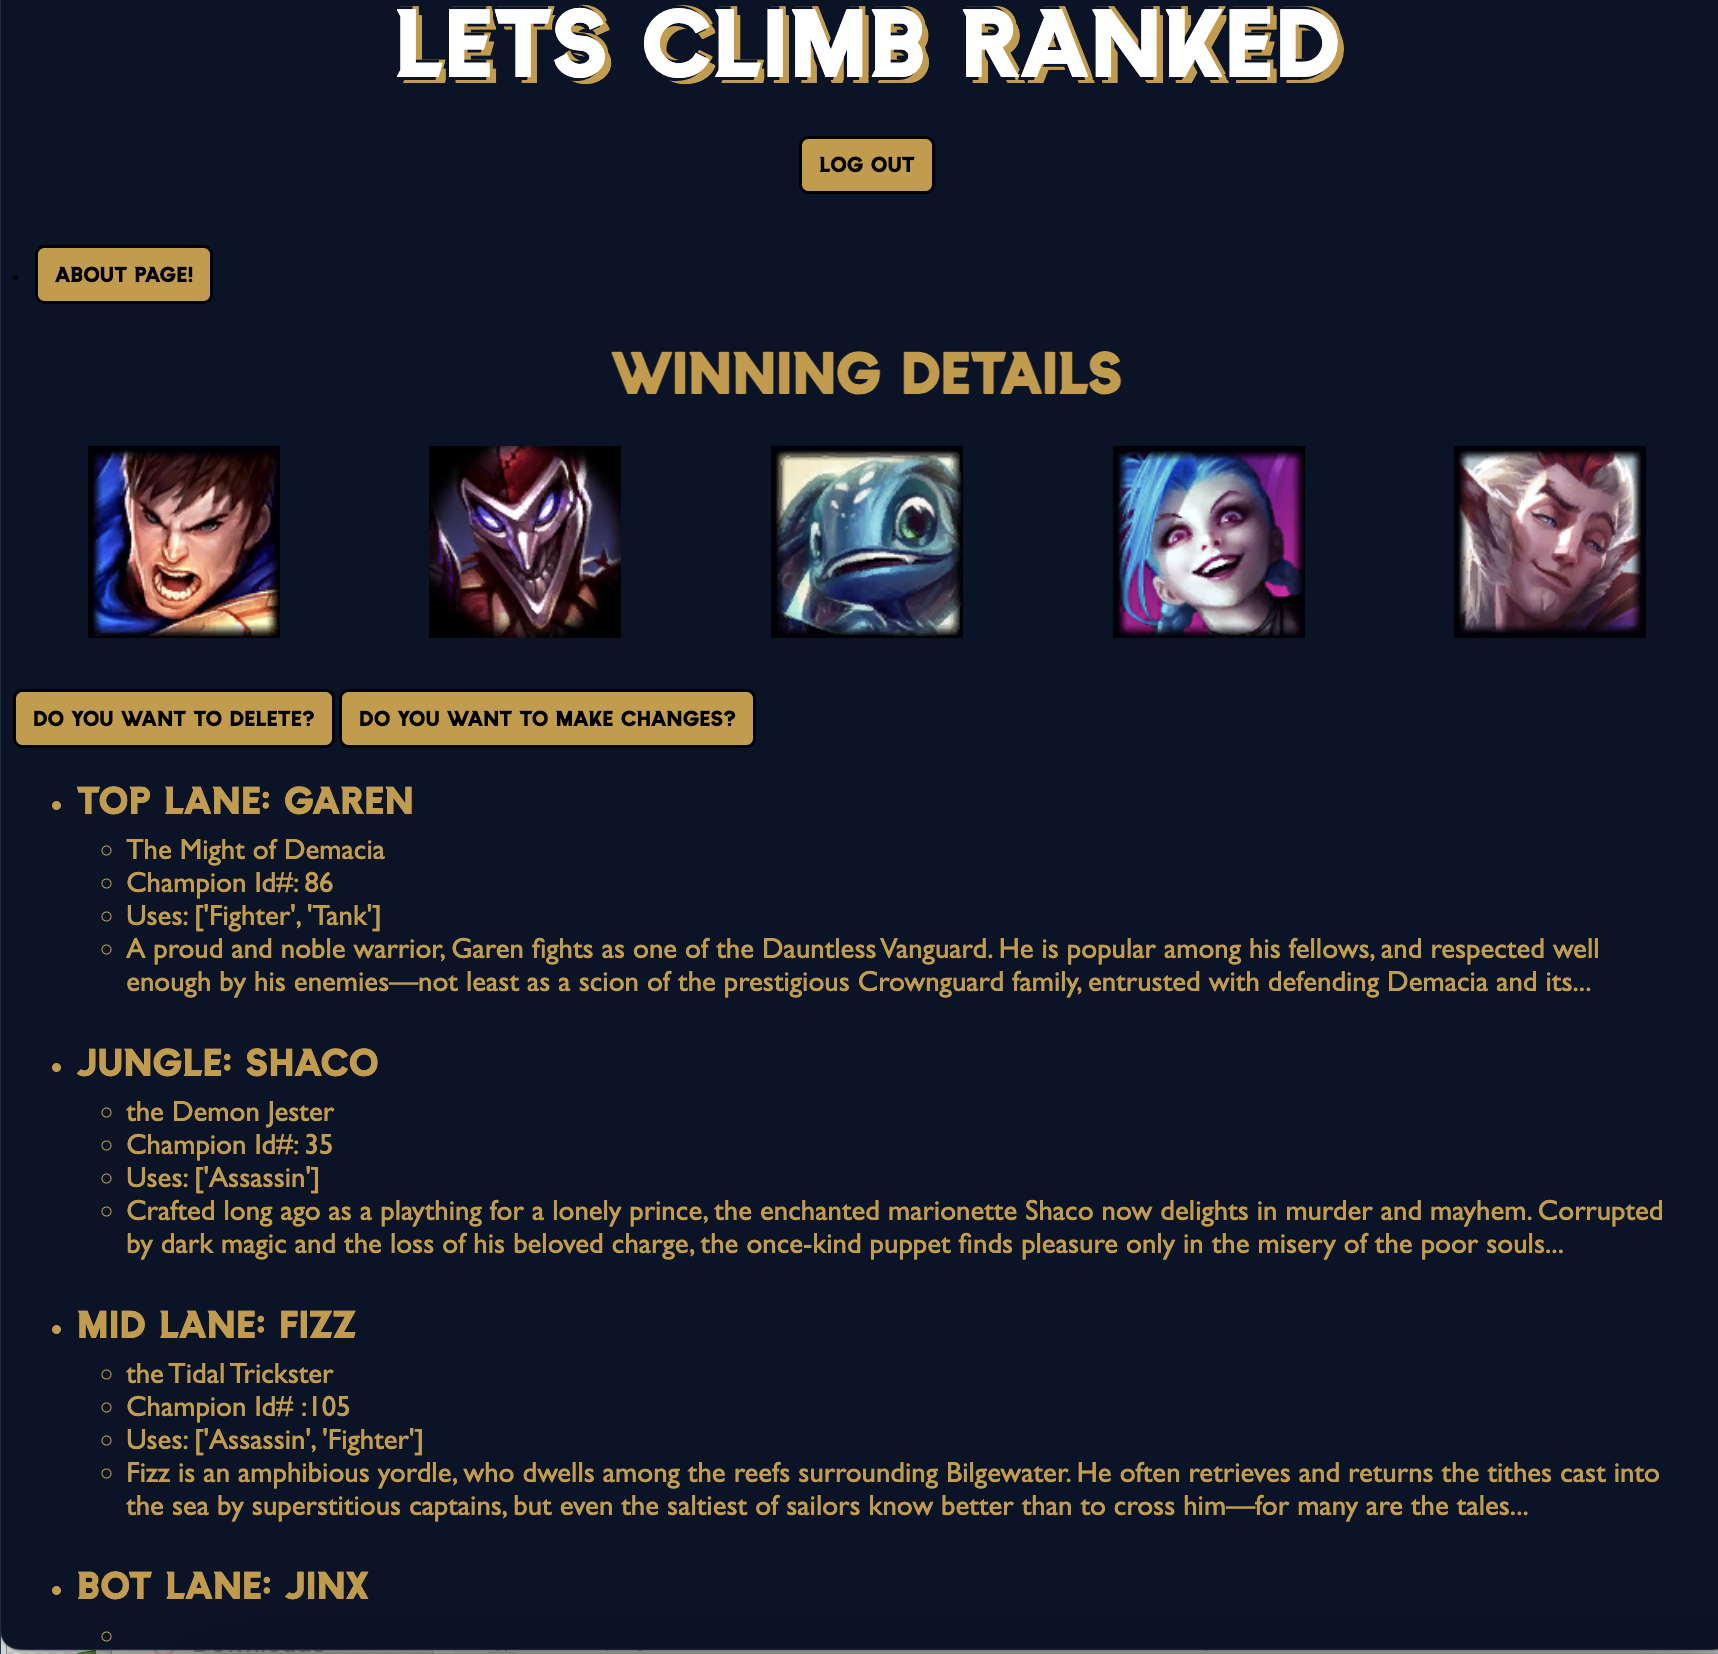 LETS CLIMB RANKED
LOG OUT
ABOUT PAGE!
WINNING DETAILS
DO YOU WANT TO DELETE? DO YOU WANT TO MAKE CHANGES?
TOP LANE: GAREN
The Might of Demacia
Champion Id#: 86
Uses: ['Fighter', 'Tank']
A proud and noble warrior, Garen fights as one of the Dauntless Vanguard. He is popular among his fellows, and respected well
enough by his enemies—not least as a scion of the prestigious Crownguard family, entrusted with defending Demacia and its...
JUNGLE: SHACO
the Demon Jester
Champion Id#: 35
Uses: ['Assassin']
Crafted long ago as a plaything for a lonely prince, the enchanted marionette Shaco now delights in murder and mayhem. Corrupted
by dark magic and the loss of his beloved charge, the once-kind puppet finds pleasure only in the misery of the poor souls...
MID LANE: FIZZ
the Tidal Trickster
Champion Id# :105
Uses: ['Assassin', 'Fighter']
Fizz is an amphibious yordle, who dwells among the reefs surrounding Bilgewater. He often retrieves and returns the tithes cast into
the sea by superstitious captains, but even the saltiest of sailors know better than to cross him—for many are the tales...
BOT LANE: JINX